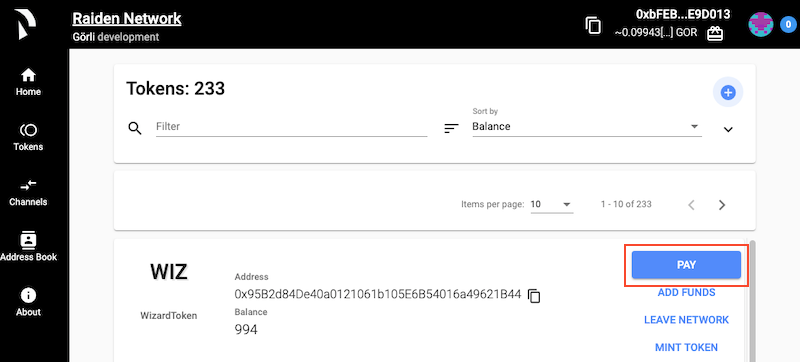 Raiden Network
Görli development
0xbFEB...E9D013
~0.09943[...] GOR
0
Home
Tokens
Channels
Address Book
About
Tokens: 233
Filter
Sort by
Balance
Items per page: 10
1 - 10 of 233
WIZ
WizardToken
Address
0x95B2d84De40a0121061b105E6B54016a49621B44
Balance
994
PAY
ADD FUNDS
LEAVE NETWORK
MINT TOKEN